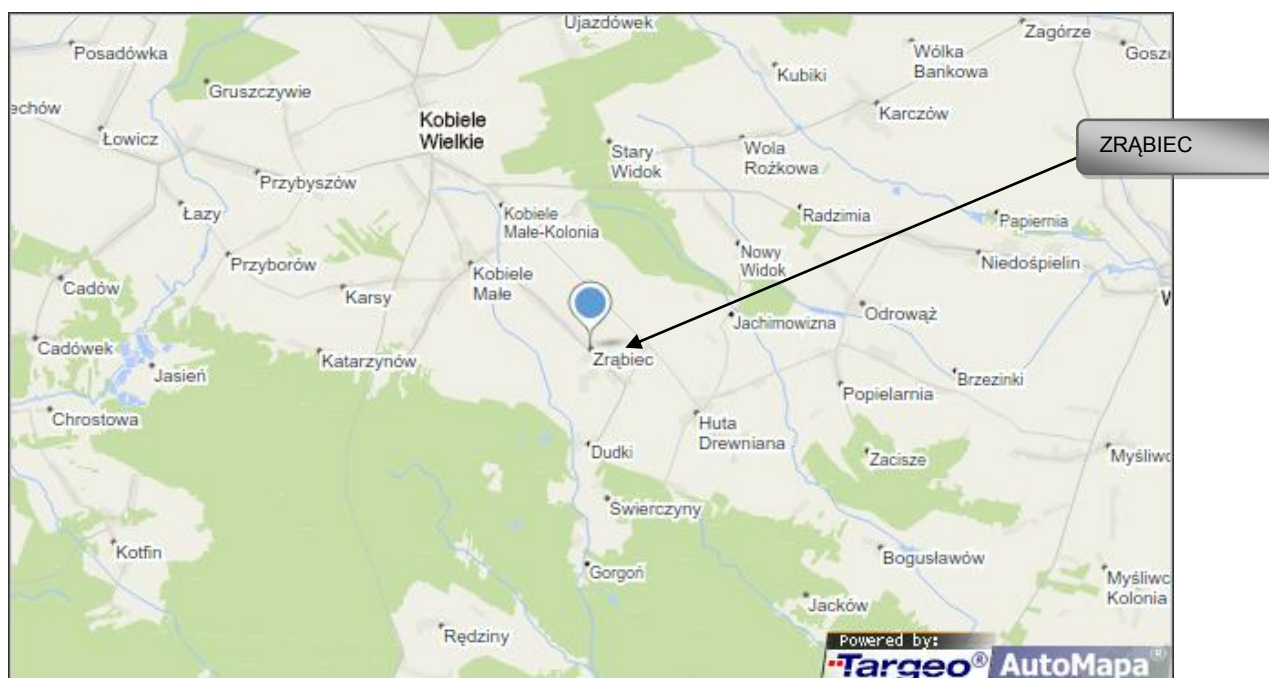 Ujazdówek
Zagórze
Posadówka
Wólka
Bankowa
Kubiki
Gruszczywie
Karczów
Kobiele
Wielkie
Łowicz
Stary
Widok
Wola
Rożkowa
ZRĄBIEC
Przybyszów
Łazy
Kobiele
Małe-Kolonia
Radzimia
Papiernia
Nowy
Widok
Niedośpielin
Przyborów
Kobiele
Małe
Cadów
Karsy
Odrowąż
Jachimowizna
Cadówek
Zrąbiec
Katarzynów
Jasień
Brzezinki
Popielarnia
Chrostowa
Huta
Drewniana
Dudki
Zacisze
Świerczyny
Kotfin
Bogusławów
Gorgoń
Kolonia
Jacków
Rędziny
Powered by:
Targeo® AutoMapa®